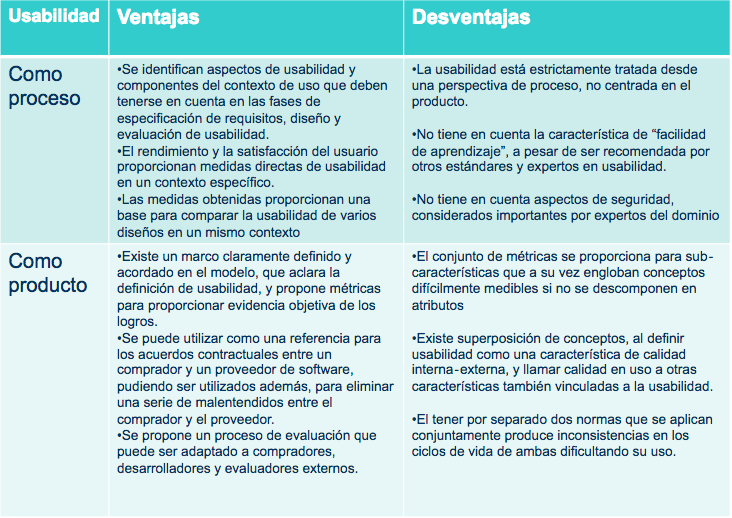 Usabilidad
Ventajas
Desventajas
Como
proceso
•Se identifican aspectos de usabilidad y
componentes del contexto de uso que deben
tenerse en cuenta en las fases de
especificación de requisitos, diseño y
evaluación de usabilidad.
•El rendimiento y la satisfacción del usuario
proporcionan medidas directas de usabilidad
en un contexto específico.
•Las medidas obtenidas proporcionan una
base para comparar la usabilidad de varios
diseños en un mismo contexto
•La usabilidad está estrictamente tratada desde
una perspectiva de proceso, no centrada en el
producto.
•No tiene en cuenta la característica de “facilidad
de aprendizaje”, a pesar de ser recomendada por
otros estándares y expertos en usabilidad.
•No tiene en cuenta aspectos de seguridad,
considerados importantes por expertos del dominio
Como
producto
•Existe un marco claramente definido y
acordado en el modelo, que aclara la
definición de usabilidad, y propone métricas
para proporcionar evidencia objetiva de los
logros.
•Se puede utilizar como una referencia para
los acuerdos contractuales entre un
comprador y un proveedor de software,
pudiendo ser utilizados además, para eliminar
una serie de malentendidos entre el
comprador y el proveedor.
•Se propone un proceso de evaluación que
puede ser adaptado a compradores,
desarrolladores y evaluadores externos.
•El conjunto de métricas se proporciona para sub-
características que a su vez engloban conceptos
difícilmente medibles si no se descomponen en
atributos
•Existe superposición de conceptos, al definir
usabilidad como una característica de calidad
interna-externa, y llamar calidad en uso a otras
características también vinculadas a la usabilidad.
•El tener por separado dos normas que se aplican
conjuntamente produce inconsistencias en los
ciclos de vida de ambas dificultando su uso.